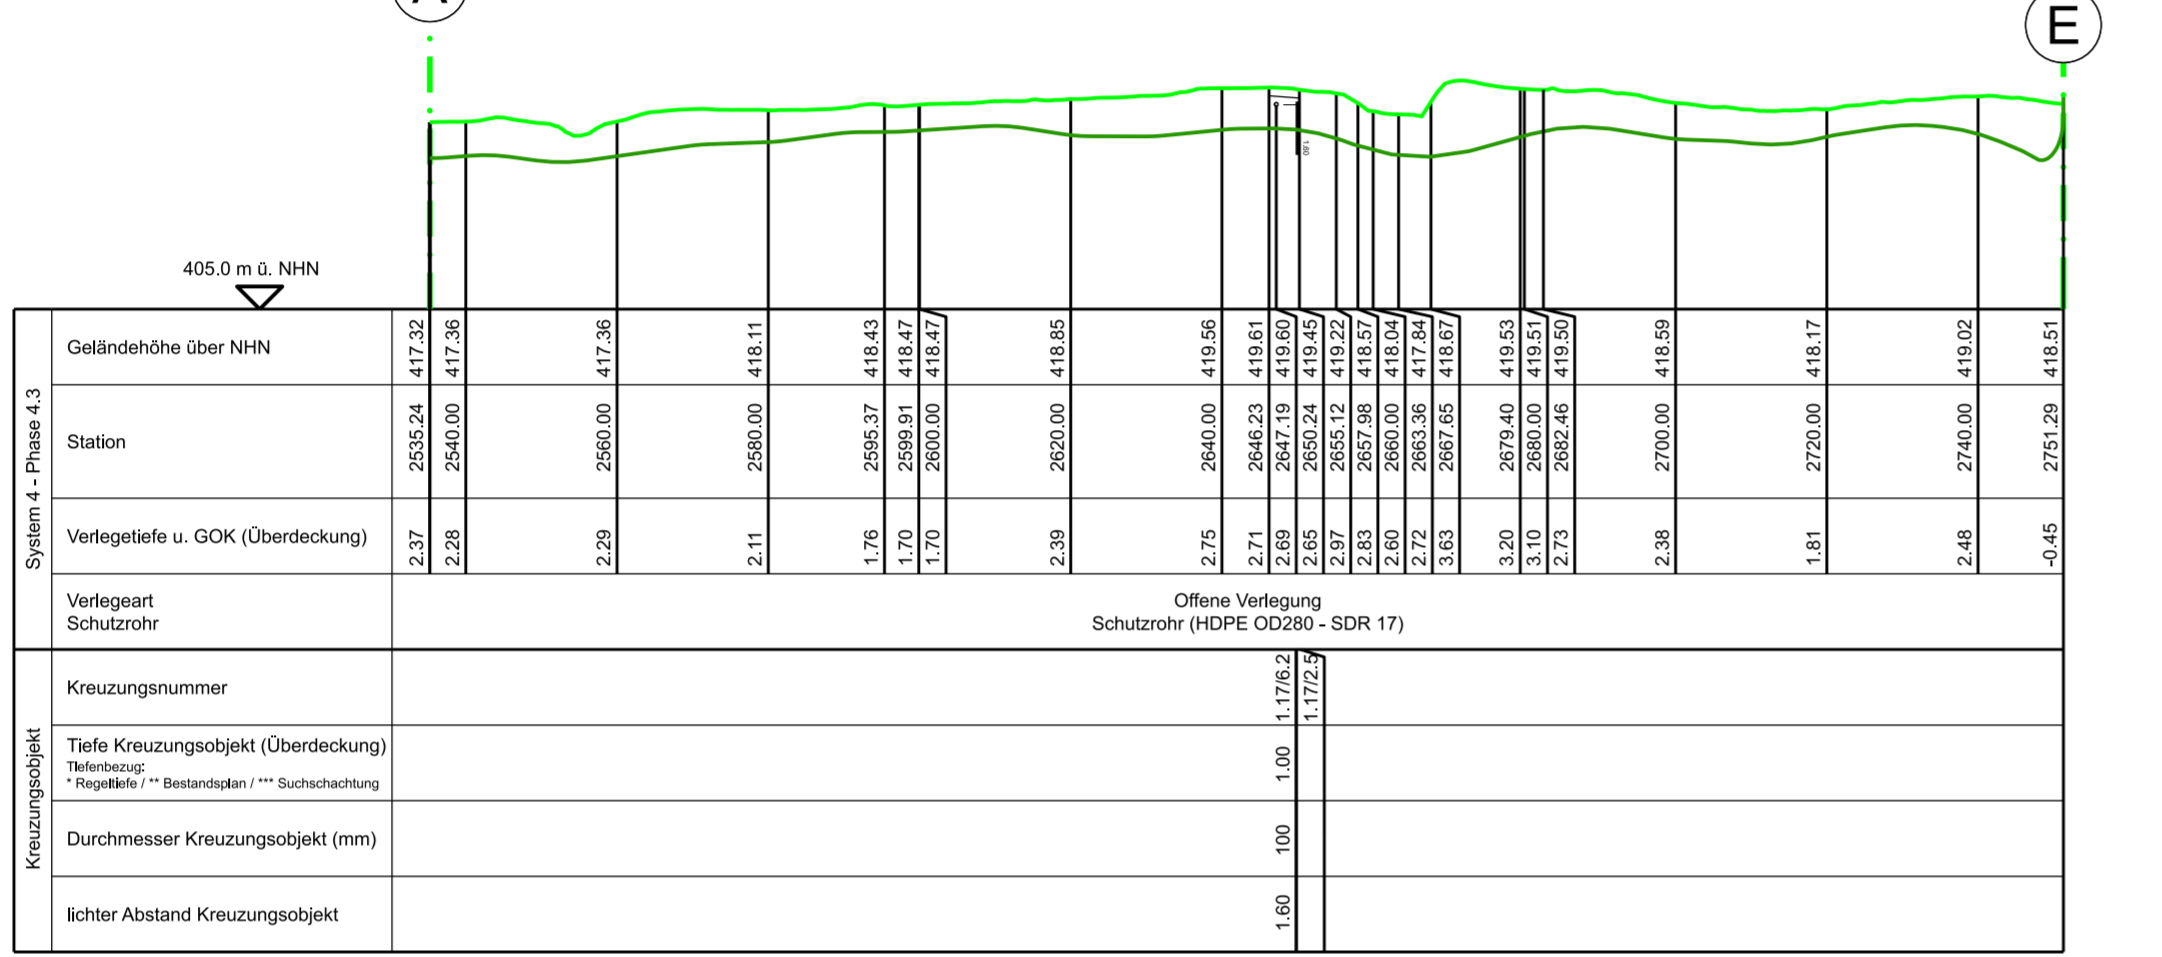 A
E
1.60
405.0 m ü. NHN
System 4 - Phase 4.3
Geländehöhe über NHN
417.32 417.36 417.36 418.11 418.43 418.47 418.47 418.85 419.56 419.61 419.60 419.45 419.22 418.57 418.04 417.84 418.67 419.53 419.51 419.50 418.59 418.17 419.02 418.51
Station
2535.24 2540.00 2560.00 2580.00 2595.37 2599.91 2600.00 2620.00 2640.00 2646.23 2647.19 2650.24 2655.12 2657.98 2660.00 2663.36 2667.65 2679.40 2680.00 2682.46 2700.00 2720.00 2740.00 2751.29
Verlegetiefe u. GOK (Überdeckung)
2.37 2.28 2.29 2.11 1.76 1.70 1.70 2.39 2.75 2.71 2.69 2.65 2.97 2.83 2.60 2.72 3.63 3.20 3.10 2.73 2.38 1.81 2.48 -0.45
Verlegeart
Schutzrohr
Offene Verlegung
Schutzrohr (HDPE OD280 - SDR 17)
Kreuzungsobjekt
Kreuzungsnummer
1.17/6.2 1.17/2.5
Tiefe Kreuzungsobjekt (Überdeckung)
Tiefenbezug:
* Regeltiefe / ** Bestandsplan / *** Suchschachtung
1.00
Durchmesser Kreuzungsobjekt (mm)
100
lichter Abstand Kreuzungsobjekt
1.60